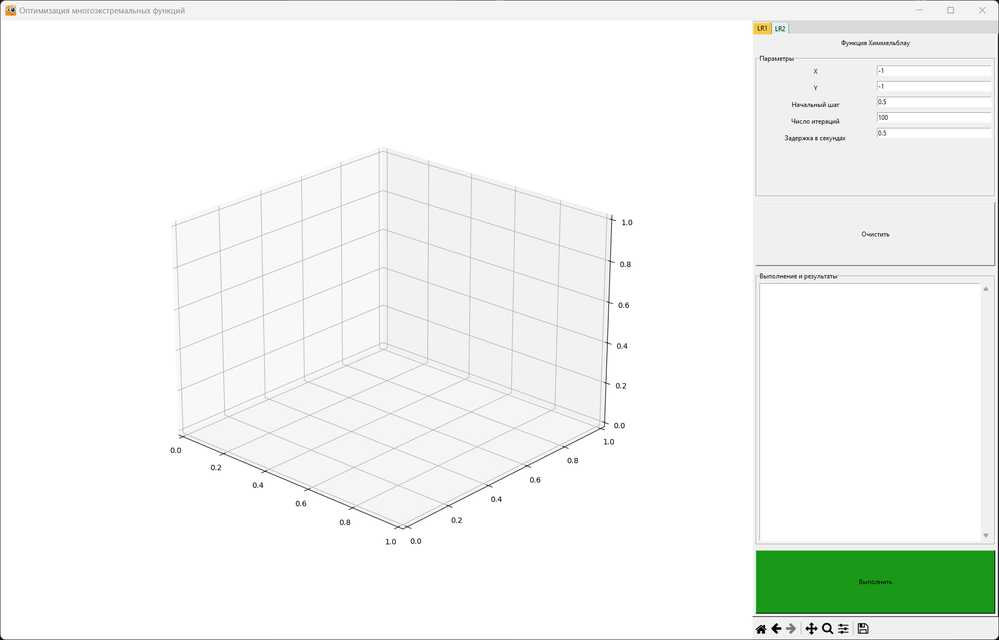 Оптимизация многоэкстремальных функций
LR1 LR2
Функция Химмельблау
Параметры
X -1
Y -1
Начальный шаг 0.5
Число итераций 100
Задержка в секундах 0.5
Очистить
Выполнение и результаты
Выполнить
1.0
0.8
0.6
0.4
0.2
0.0
0.0
0.2
0.4
0.6
0.8
1.0
0.0
0.2
0.4
0.6
0.8
1.0